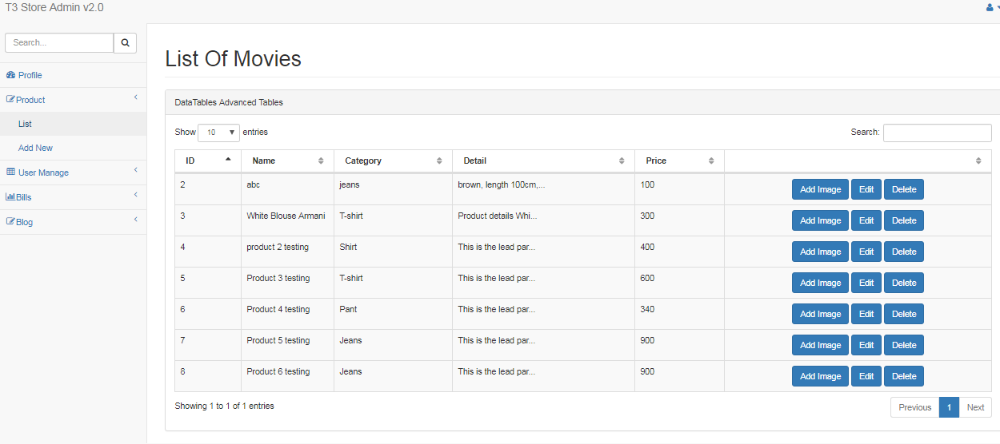 T3 Store Admin v2.0
Search...
Profile
Product
List
Add New
User Manage
Bills
Blog
List Of Movies
DataTables Advanced Tables
Show 10 entries Search:
ID Name Category Detail Price
2 abc jeans brown, length 100cm,... 100 Add Image Edit Delete
3 White Blouse Armani T-shirt Product details Whi... 300 Add Image Edit Delete
4 product 2 testing Shirt This is the lead par... 400 Add Image Edit Delete
5 Product 3 testing T-shirt This is the lead par... 600 Add Image Edit Delete
6 Product 4 testing Pant This is the lead par... 340 Add Image Edit Delete
7 Product 5 testing Jeans This is the lead par... 900 Add Image Edit Delete
8 Product 6 testing Jeans This is the lead par... 900 Add Image Edit Delete
Showing 1 to 1 of 1 entries Previous 1 Next